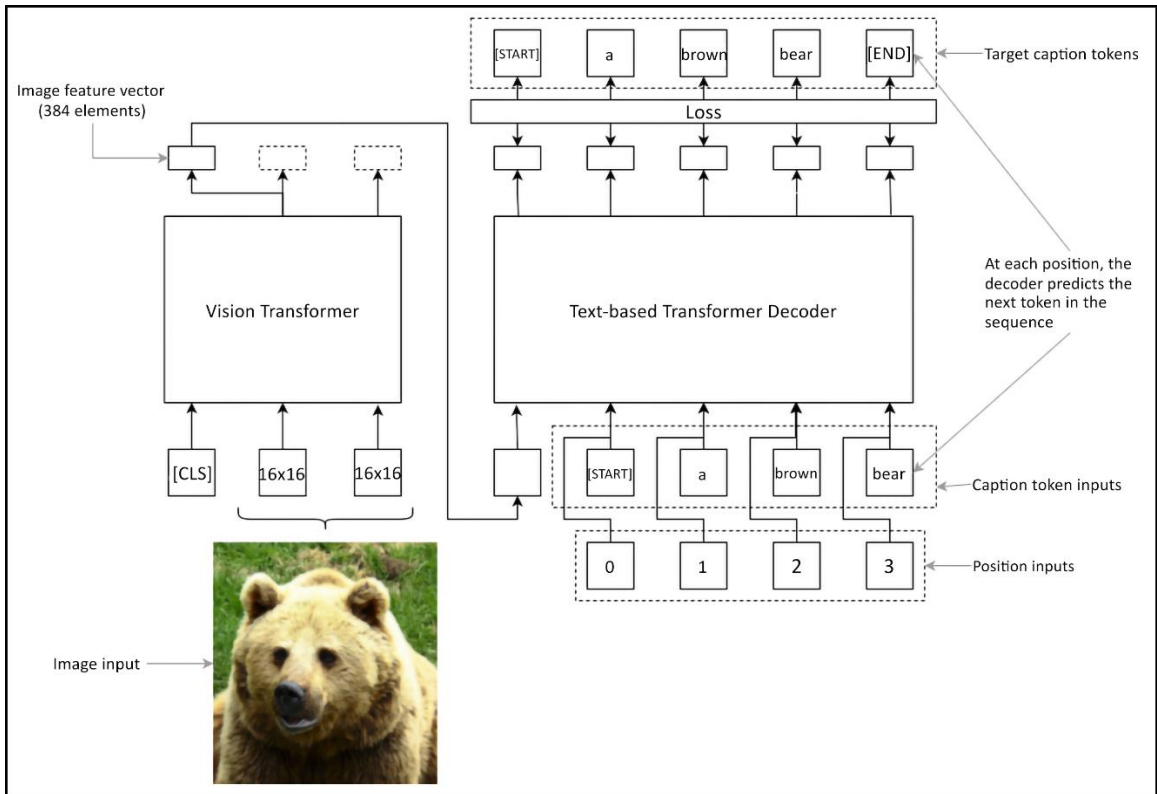 [START] a brown bear [END]
Target caption tokens
Image feature vector
(384 elements)
Loss
Vision Transformer
Text-based Transformer Decoder
At each position, the
decoder predicts the
next token in the
sequence
[CLS] 16x16 16x16
[START] a brown bear
Caption token inputs
0 1 2 3
Position inputs
Image input